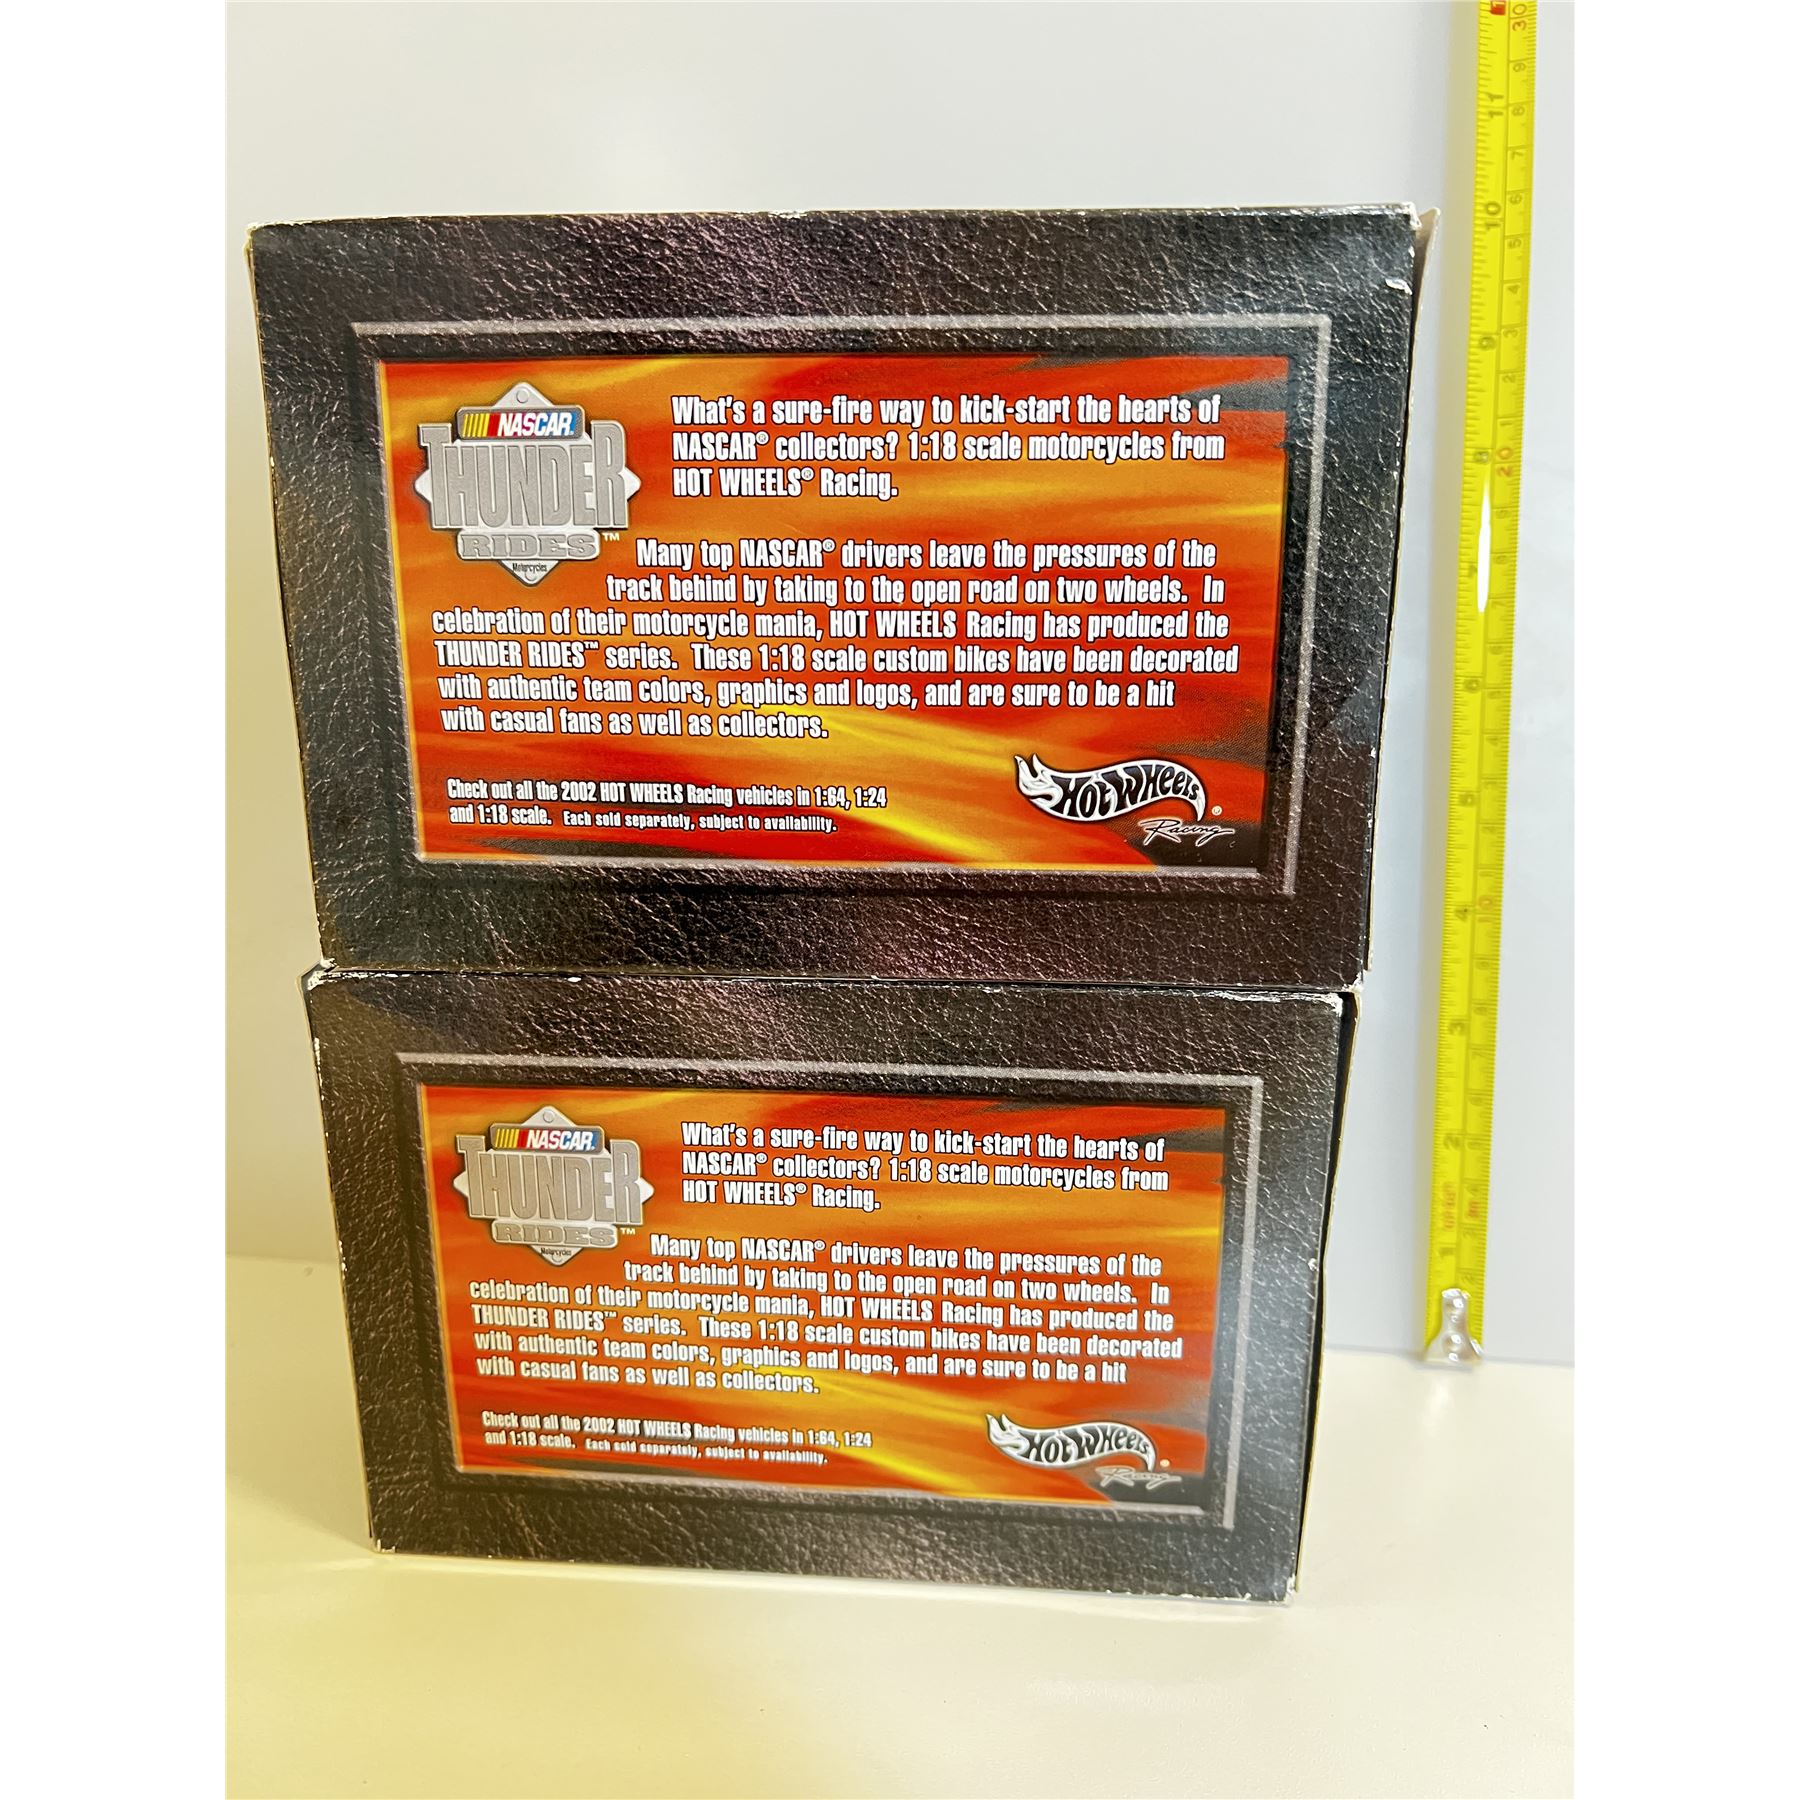 NASCAR
THUNDER
RIDES™
Motorcycles
What's a sure-fire way to kick-start the hearts of
NASCAR® collectors? 1:18 scale motorcycles from
HOT WHEELS® Racing.
Many top NASCAR® drivers leave the pressures of the
track behind by taking to the open road on two wheels. In
celebration of their motorcycle mania, HOT WHEELS Racing has produced the
THUNDER RIDES™ series. These 1:18 scale custom bikes have been decorated
with authentic team colors, graphics and logos, and are sure to be a hit
with casual fans as well as collectors.
Check out all the 2002 HOT WHEELS Racing vehicles in 1:64, 1:24
and 1:18 scale. Each sold separately, subject to availability.
Hot Wheels®
Racing
NASCAR
THUNDER
RIDES™
Motorcycles
What's a sure-fire way to kick-start the hearts of
NASCAR® collectors? 1:18 scale motorcycles from
HOT WHEELS® Racing.
Many top NASCAR® drivers leave the pressures of the
track behind by taking to the open road on two wheels. In
celebration of their motorcycle mania, HOT WHEELS Racing has produced the
THUNDER RIDES™ series. These 1:18 scale custom bikes have been decorated
with authentic team colors, graphics and logos, and are sure to be a hit
with casual fans as well as collectors.
Check out all the 2002 HOT WHEELS Racing vehicles in 1:64, 1:24
and 1:18 scale. Each sold separately, subject to availability.
Hot Wheels®
Racing